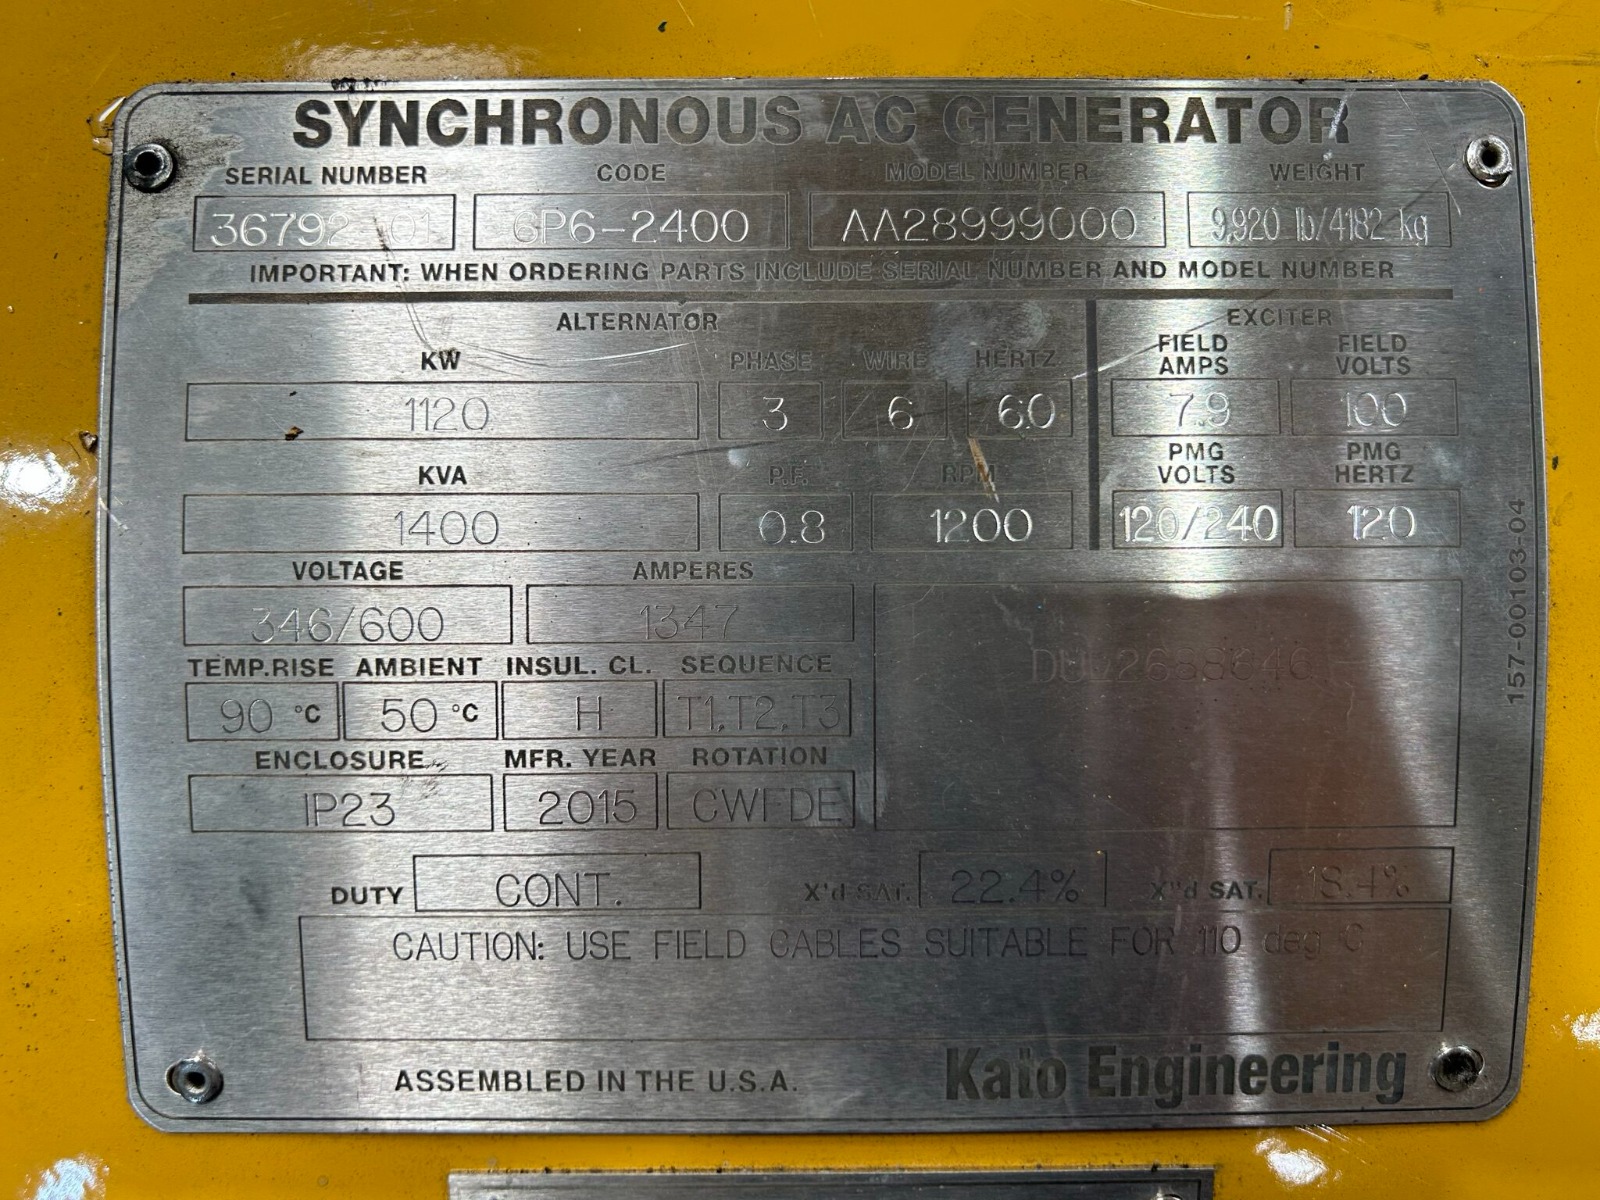 SYNCHRONOUS AC GENERATOR
SERIAL NUMBER CODE MODEL NUMBER WEIGHT
6P6-2400 AA28999000 9,920 lb/4182 kg
IMPORTANT: WHEN ORDERING PARTS INCLUDE SERIAL NUMBER AND MODEL NUMBER
ALTERNATOR EXCITER
KW PHASE WIRE HERTZ FIELD AMPS FIELD VOLTS
1120 3 6 60 7.9 100
KVA P.F. RPM PMG VOLTS PMG HERTZ
1400 0.8 1200 120/240 120
VOLTAGE AMPERES
346/600 1347
TEMP.RISE AMBIENT INSUL. CL. SEQUENCE
90 °C 50 °C H T1,T2,T3
ENCLOSURE MFR. YEAR ROTATION
IP23 2015 CWFDE
DUTY CONT. X'd SAT. 22.4% X"d SAT. 18.4%
CAUTION: USE FIELD CABLES SUITABLE FOR 110 deg C
ASSEMBLED IN THE U.S.A. Kato Engineering
157-00103-04